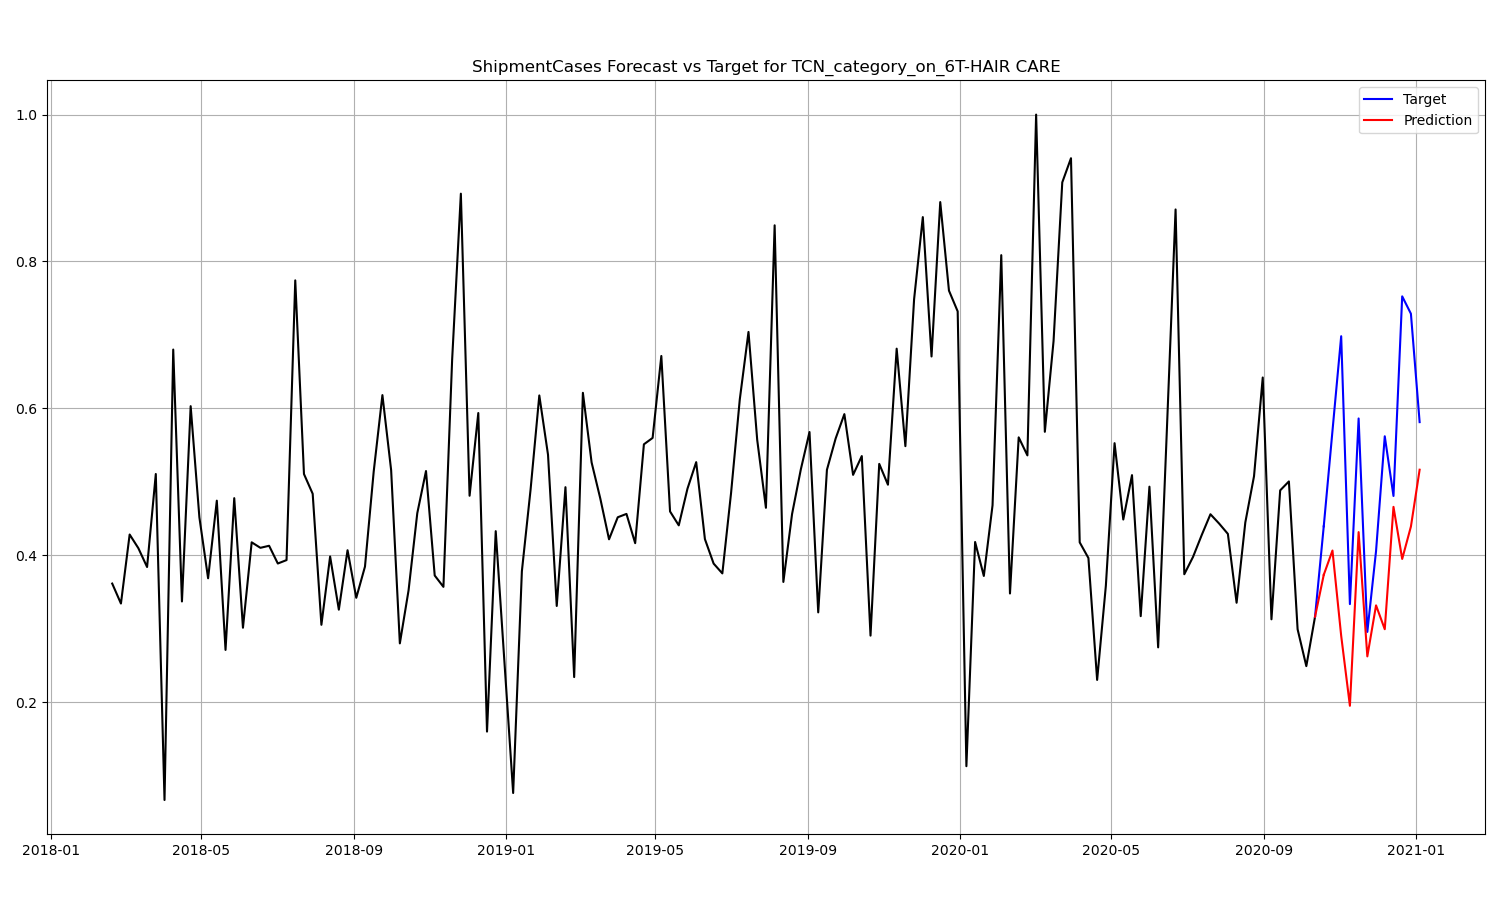 ShipmentCases Forecast vs Target for TCN_category_on_6T-HAIR CARE
Target
Prediction
1.0
0.8
0.6
0.4
0.2
2018-01 2018-05 2018-09 2019-01 2019-05 2019-09 2020-01 2020-05 2020-09 2021-01